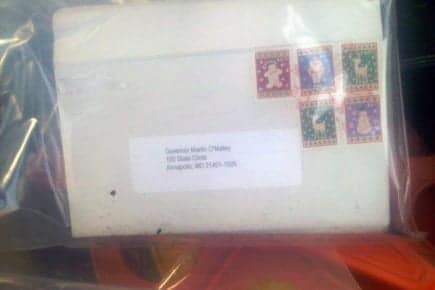 Governor Martin O'Malley
100 State Circle
Annapolis, MD 21401-1925